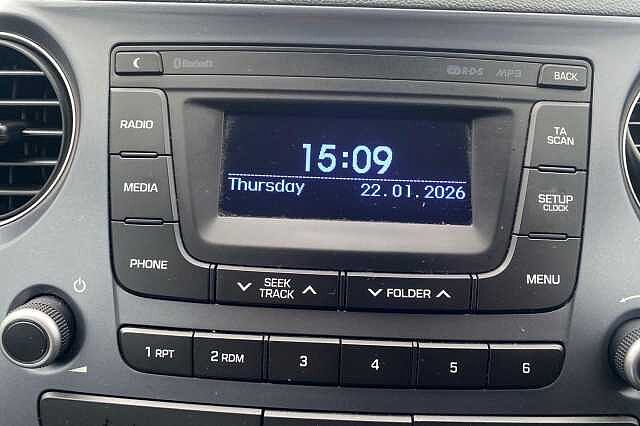 Bluetooth
RDS
MP3
BACK
RADIO
15:09
TA
SCAN
MEDIA
Thursday 22.01.2026
SETUP
CLOCK
PHONE
SEEK
TRACK
FOLDER
MENU
1 RPT
2 RDM
3
4
5
6